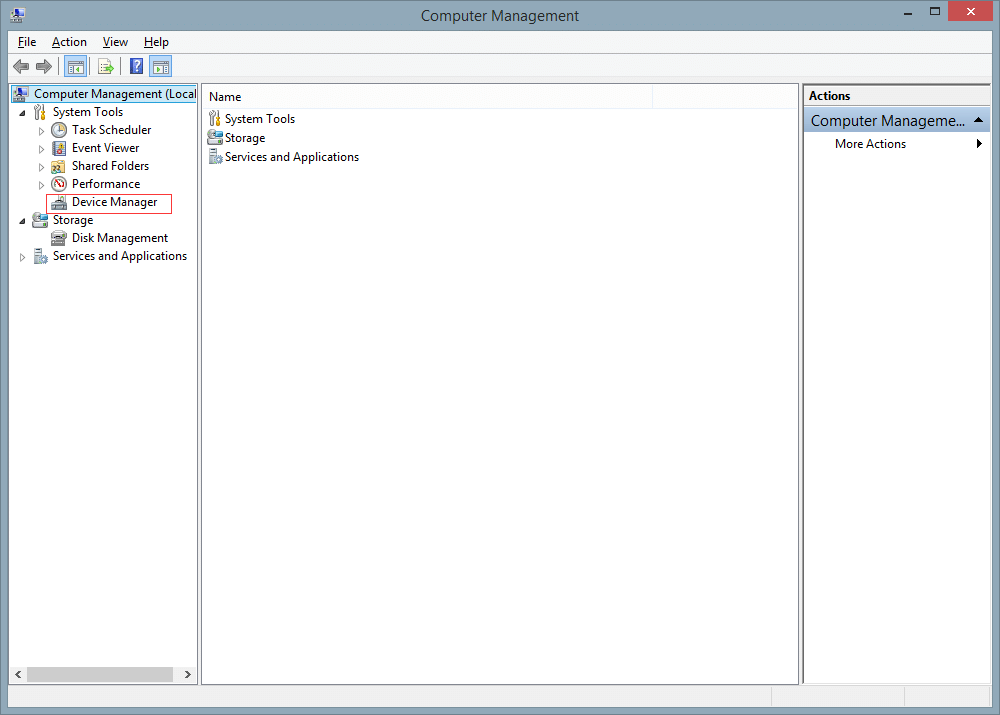 Computer Management
File Action View Help
Computer Management (Local
System Tools
Task Scheduler
Event Viewer
Shared Folders
Performance
Device Manager
Storage
Disk Management
Services and Applications
Name
System Tools
Storage
Services and Applications
Actions
Computer Manageme...
More Actions